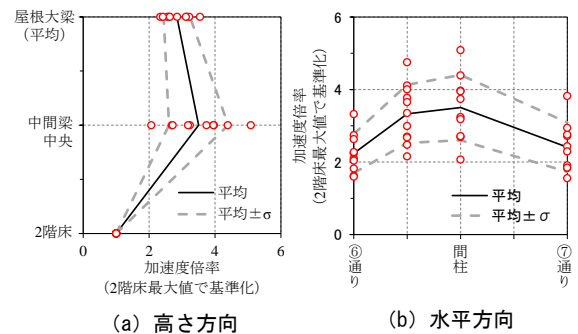 屋根大梁
(平均)
中間梁
中央
2階床
平均
平均±σ
0
2
4
6
加速度倍率
(2階床最大値で基準化)
(a) 高さ方向
加速度倍率
(2階床最大値で基準化)
6
4
2
0
平均
平均±σ
⑥通り
間柱
⑦通り
(b) 水平方向